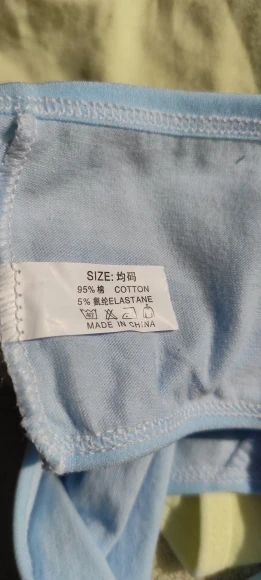 SIZE: 均码
95% 棉 COTTON
5% 氨纶ELASTANE
MADE IN CHINA